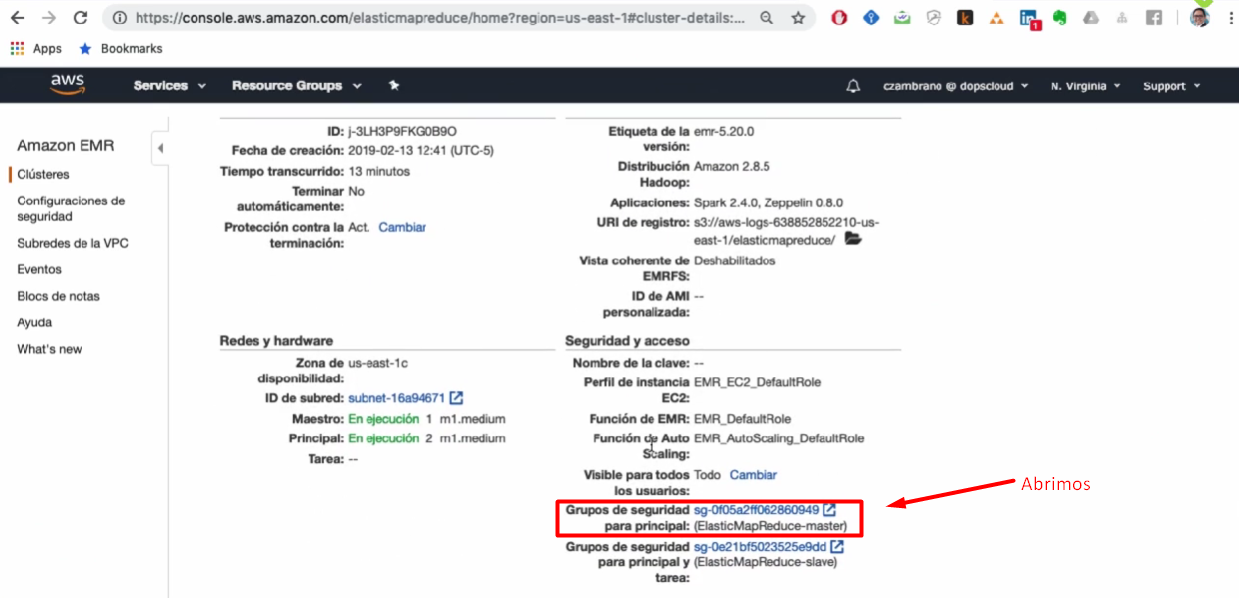 https://console.aws.amazon.com/elasticmapreduce/home?region=us-east-1#cluster-details:...
Apps Bookmarks
aws Services Resource Groups czambrano @ dopscloud N. Virginia Support
Amazon EMR
Clústeres
Configuraciones de
seguridad
Subredes de la VPC
Eventos
Blocs de notas
Ayuda
What's new
ID: j-3LH3P9FKG0B9O
Fecha de creación: 2019-02-13 12:41 (UTC-5)
Tiempo transcurrido: 13 minutos
Terminar No
automáticamente:
Protección contra la Act. Cambiar
terminación:
Etiqueta de la emr-5.20.0
versión:
Distribución Amazon 2.8.5
Hadoop:
Aplicaciones: Spark 2.4.0, Zeppelin 0.8.0
URI de registro: s3://aws-logs-638852852210-us-
east-1/elasticmapreduce/
Vista coherente de Deshabilitados
EMRFS:
ID de AMI --
personalizada:
Redes y hardware
Zona de us-east-1c
disponibilidad:
ID de subred: subnet-16a94671
Maestro: En ejecución 1 m1.medium
Principal: En ejecución 2 m1.medium
Tarea: --
Seguridad y acceso
Nombre de la clave: --
Perfil de instancia EMR_EC2_DefaultRole
EC2:
Función de EMR: EMR_DefaultRole
Función de Auto EMR_AutoScaling_DefaultRole
Scaling:
Visible para todos Todo Cambiar
los usuarios:
Grupos de seguridad sg-0f05a2ff062860949
para principal: (ElasticMapReduce-master)
Grupos de seguridad sg-0e21bf5023525e9dd
para principal y (ElasticMapReduce-slave)
tarea:
Abrimos